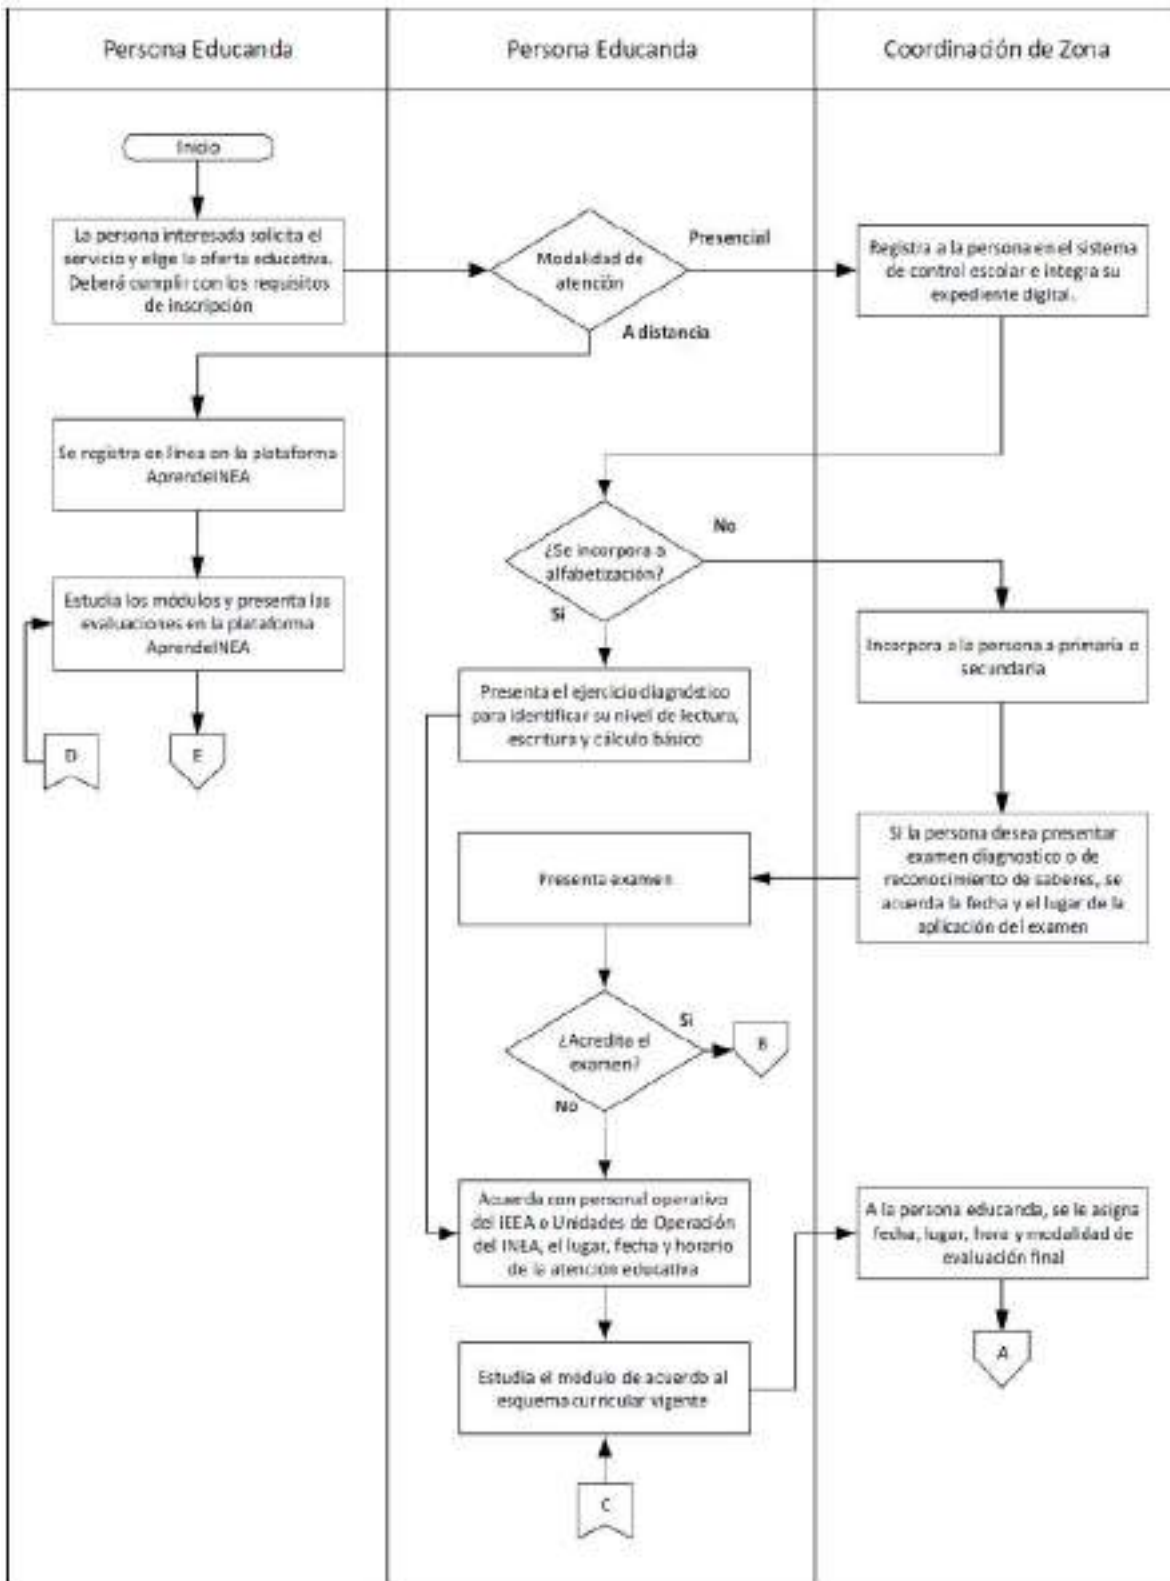 Persona Educanda
Persona Educanda
Coordinación de Zona
Inicio
La persona interesada solicita el
servicio y elige la oferta educativa.
Deberá cumplir con los requisitos
de inscripción
Modalidad de
atención
Presencial
A distancia
Registra a la persona en el sistema
de control escolar e integra su
expediente digital.
Se registra en línea en la plataforma
AprendeINEA
¿Se incorpora a
alfabetización?
No
Si
Estudia los módulos y presenta las
evaluaciones en la plataforma
AprendeINEA
Incorpora a la persona a primaria o
secundaria
Presenta el ejercicio diagnóstico
para identificar su nivel de lectura,
escritura y cálculo básico
D
E
Si la persona desea presentar
examen diagnostico o de
reconocimiento de saberes, se
acuerda la fecha y el lugar de la
aplicación del examen
Presenta examen
¿Acredita el
examen?
Si
B
No
Acuerda con personal operativo
del IEEA o Unidades de Operación
del INEA, el lugar, fecha y horario
de la atención educativa
A la persona educanda, se le asigna
fecha, lugar, hora y modalidad de
evaluación final
A
Estudia el módulo de acuerdo al
esquema curricular vigente
C